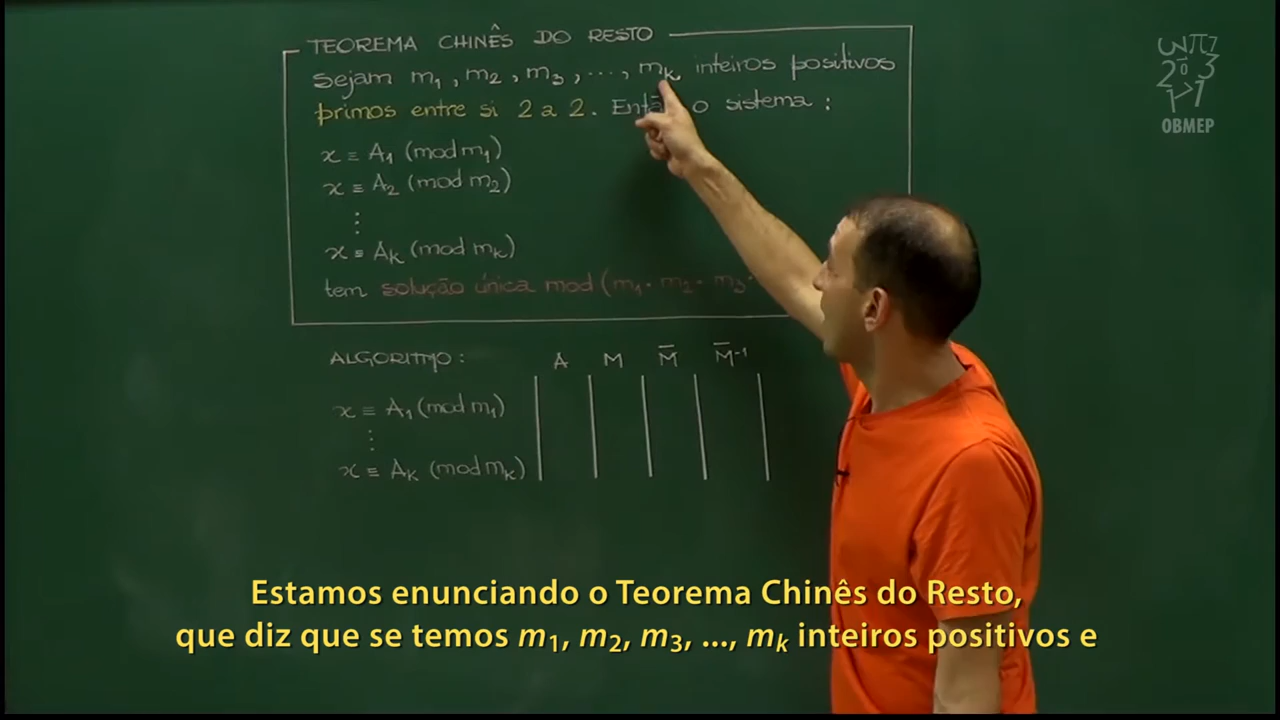 TEOREMA CHINÊS DO RESTO
Sejam m₁, m₂, m₃, ..., mₖ inteiros positivos
primos entre si 2 a 2. Então o sistema:
x ≡ A₁ (mod m₁)
x ≡ A₂ (mod m₂)
⋮
x ≡ Aₖ (mod mₖ)
tem solução única mod (m₁ · m₂ · m₃ ·
ALGORITMO: A M M̄ M̄⁻¹
x ≡ A₁ (mod m₁)
⋮
x ≡ Aₖ (mod mₖ)
OBMEP
Estamos enunciando o Teorema Chinês do Resto,
que diz que se temos m₁, m₂, m₃, ..., mₖ inteiros positivos e